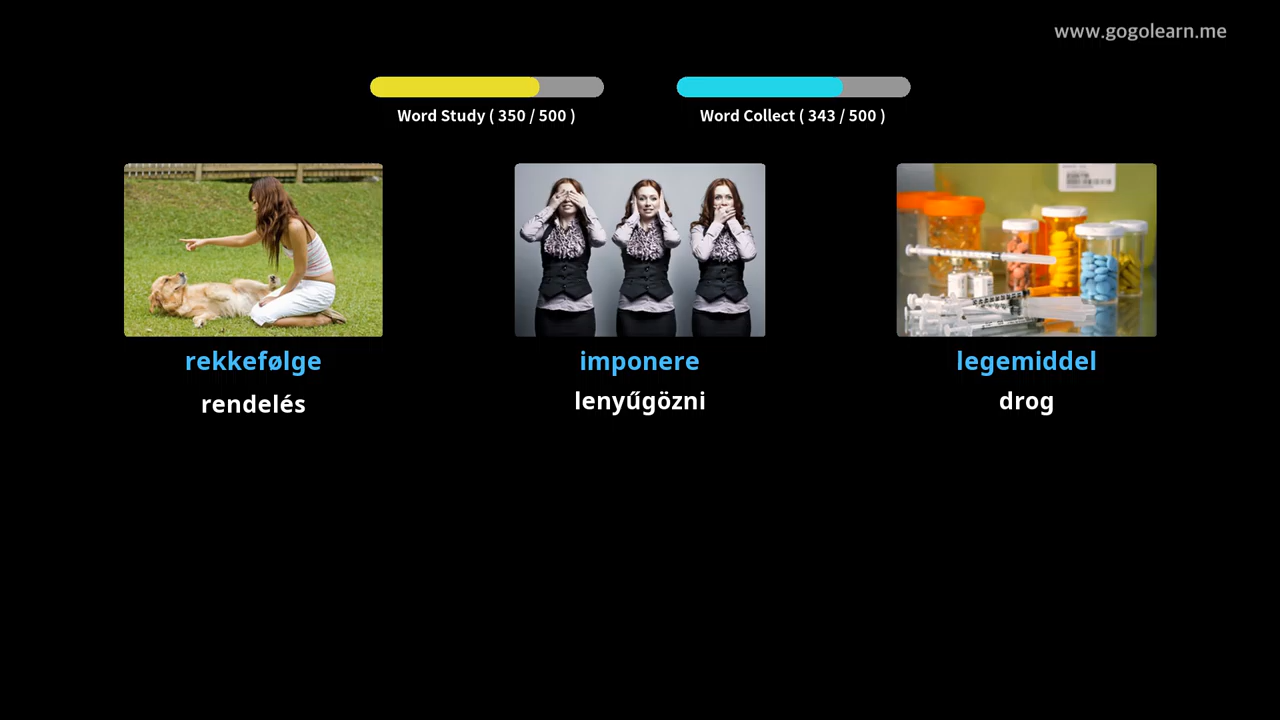 www.gogolearn.me
Word Study ( 350 / 500 )
Word Collect ( 343 / 500 )
rekkefølge
imponere
legemiddel
rendelés
lenyűgözni
drog